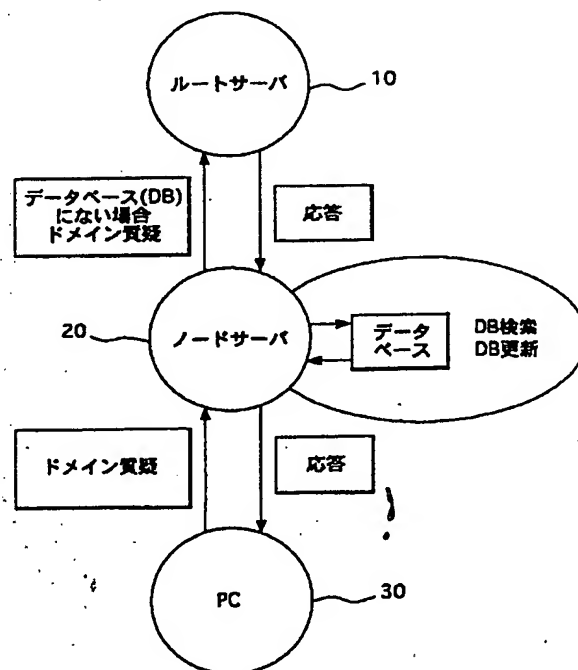 ルートサーバ
10
データベース(DB)
にない場合
ドメイン質疑
応答
20
ノードサーバ
データ
ベース
DB検索
DB更新
ドメイン質疑
応答
PC
30